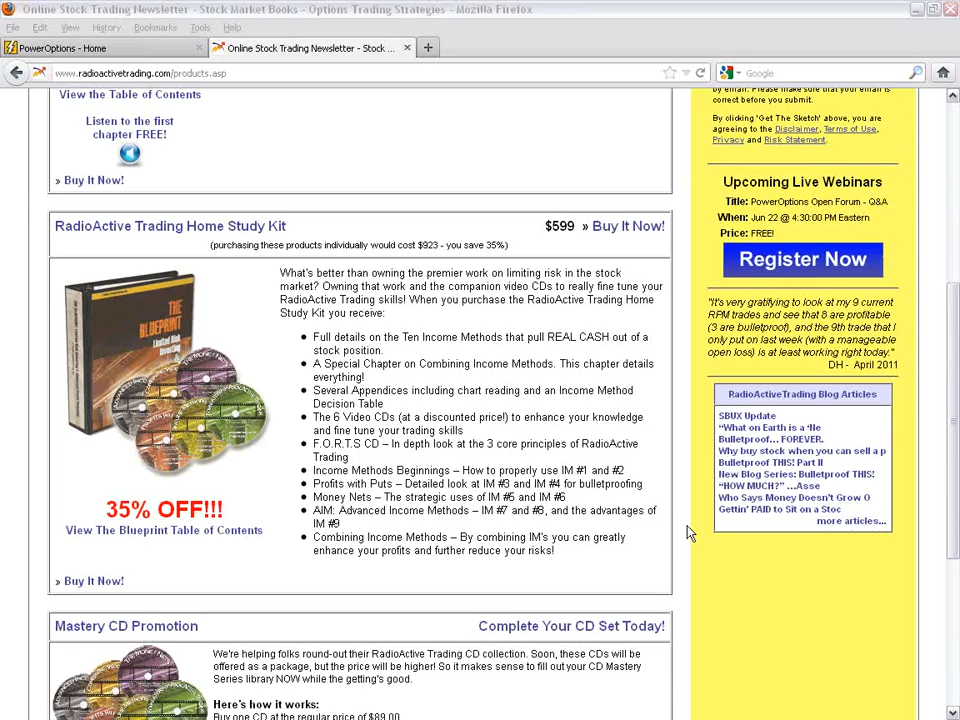 Online Stock Trading Newsletter - Stock Market Books - Options Trading Strategies - Mozilla Firefox
File Edit View History Bookmarks Tools Help
PowerOptions - Home
Online Stock Trading Newsletter - Stock ...
www.radioactivetrading.com/products.asp
Google
View the Table of Contents
Listen to the first
chapter FREE!
» Buy It Now!
RadioActive Trading Home Study Kit
$599 » Buy It Now!
(purchasing these products individually would cost $923 - you save 35%)
THE
BLUEPRINT
Limited Risk
Investing
35% OFF!!!
View The Blueprint Table of Contents
What's better than owning the premier work on limiting risk in the stock
market? Owning that work and the companion video CDs to really fine tune your
RadioActive Trading skills! When you purchase the RadioActive Trading Home
Study Kit you receive:
Full details on the Ten Income Methods that pull REAL CASH out of a
stock position.
A Special Chapter on Combining Income Methods. This chapter details
everything!
Several Appendices including chart reading and an Income Method
Decision Table
The 6 Video CDs (at a discounted price!) to enhance your knowledge
and fine tune your trading skills
F.O.R.T.S CD – In depth look at the 3 core principles of RadioActive
Trading
Income Methods Beginnings – How to properly use IM #1 and #2
Profits with Puts – Detailed look at IM #3 and IM #4 for bulletproofing
Money Nets – The strategic uses of IM #5 and IM #6
AIM: Advanced Income Methods – IM #7 and #8, and the advantages of
IM #9
Combining Income Methods – By combining IM's you can greatly
enhance your profits and further reduce your risks!
» Buy It Now!
Mastery CD Promotion
Complete Your CD Set Today!
We're helping folks round-out their RadioActive Trading CD collection. Soon, these CDs will be
offered as a package, but the price will be higher! So it makes sense to fill out your CD Mastery
Series library NOW while the getting's good.
Here's how it works:
Buy one CD at the regular price of $89.00
by email. Please make sure that your email is
correct before you submit.
By clicking 'Get The Sketch' above, you are
agreeing to the Disclaimer, Terms of Use,
Privacy and Risk Statement.
Upcoming Live Webinars
Title: PowerOptions Open Forum - Q&A
When: Jun 22 @ 4:30:00 PM Eastern
Price: FREE!
Register Now
"It's very gratifying to look at my 9 current
RPM trades and see that 8 are profitable
(3 are bulletproof), and the 9th trade that I
only put on last week (with a manageable
open loss) is at least working right today."
DH - April 2011
RadioActiveTrading Blog Articles
SBUX Update
“What on Earth is a ‘Ile
Bulletproof... FOREVER.
Why buy stock when you can sell a p
Bulletproof THIS! Part II
New Blog Series: Bulletproof THIS!
“HOW MUCH?” ...Asse
Who Says Money Doesn't Grow O
Gettin' PAID to Sit on a Stoc
more articles...